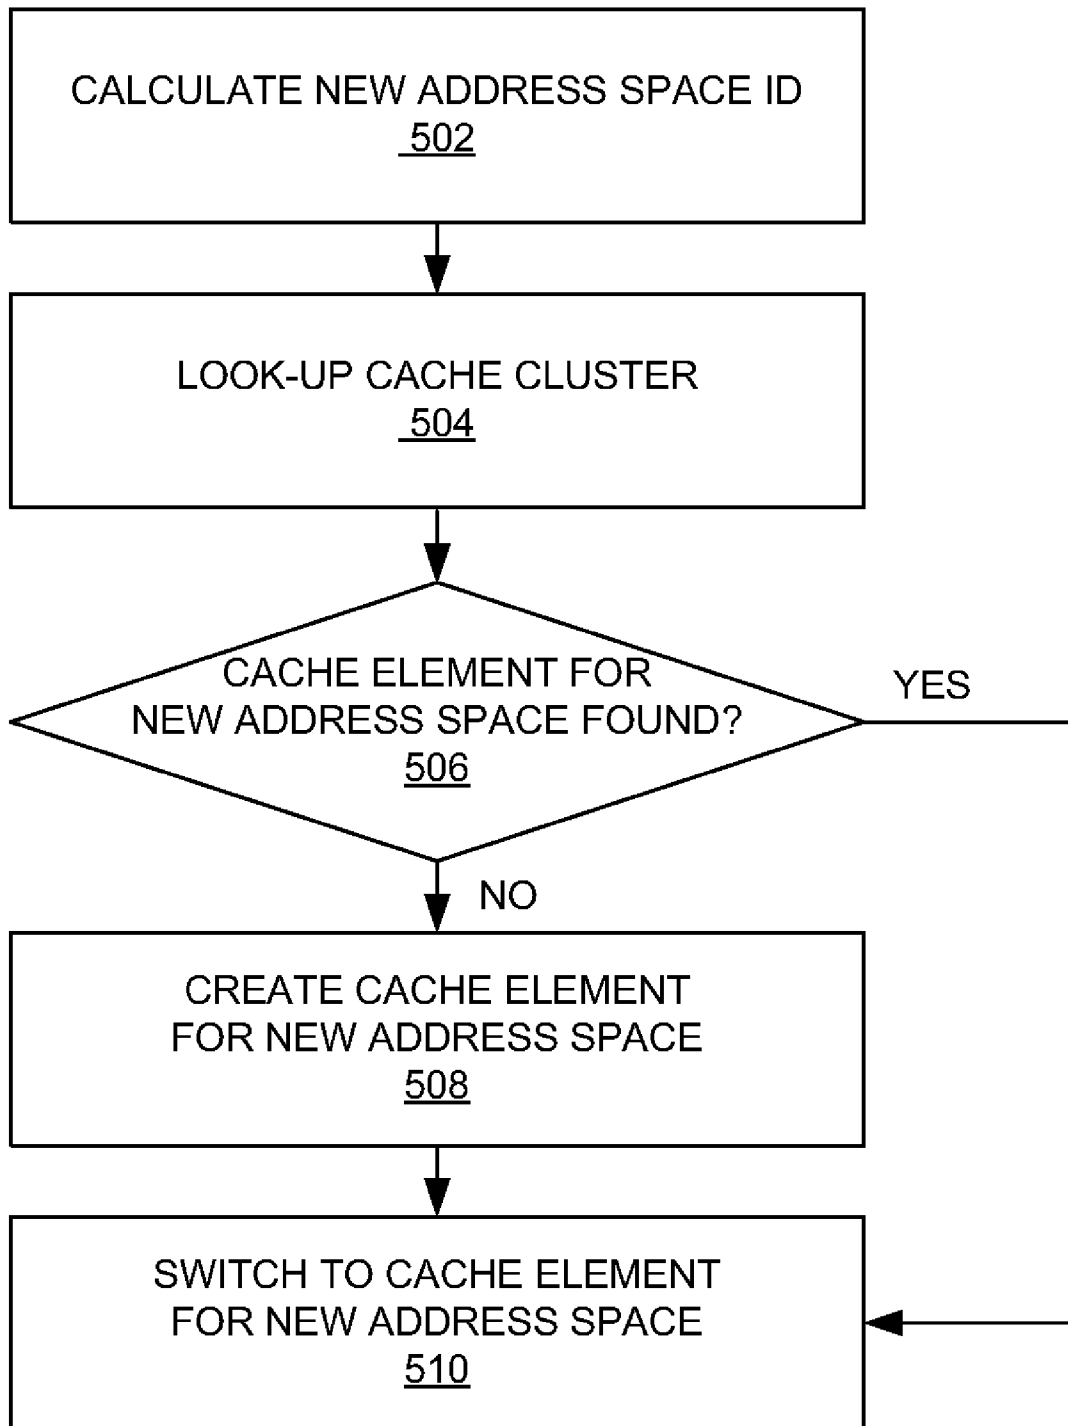 CALCULATE NEW ADDRESS SPACE ID
502
LOOK-UP CACHE CLUSTER
504
CACHE ELEMENT FOR
NEW ADDRESS SPACE FOUND?
506
YES
NO
CREATE CACHE ELEMENT
FOR NEW ADDRESS SPACE
508
SWITCH TO CACHE ELEMENT
FOR NEW ADDRESS SPACE
510